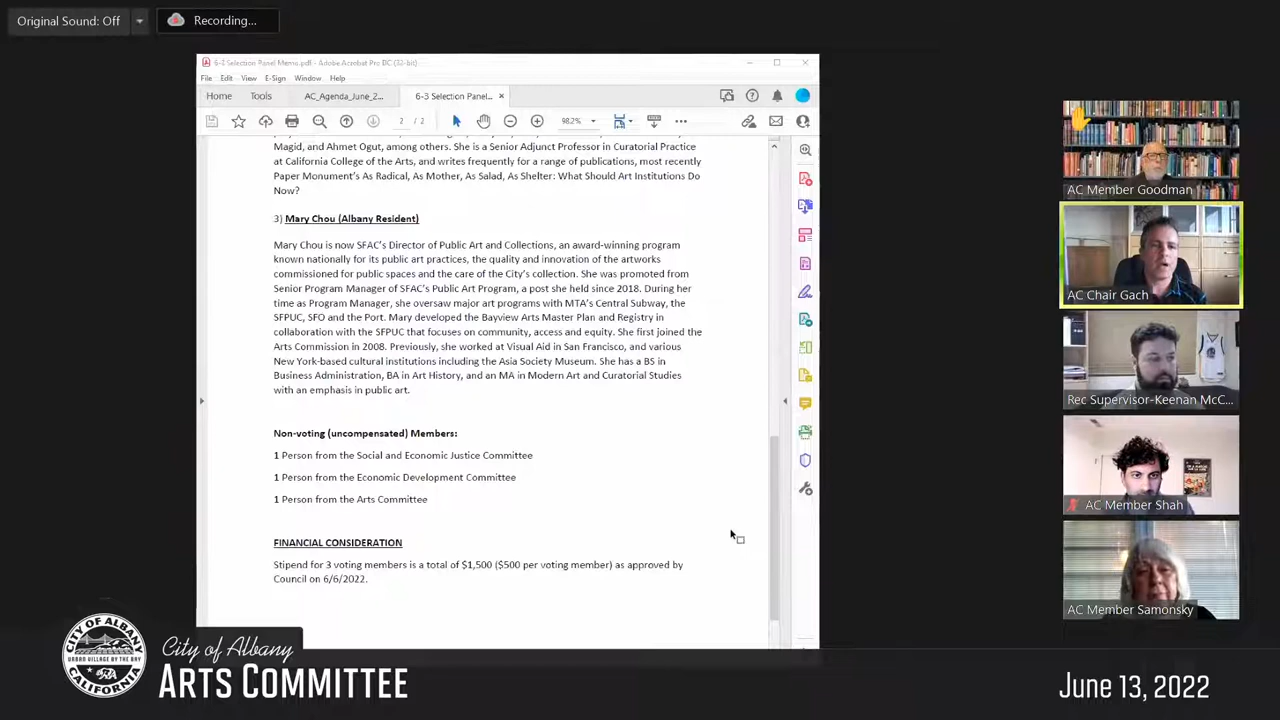 Original Sound: Off
Recording...
6-3 Selection Panel Memo.pdf - Adobe Acrobat Pro DC (32-bit)
File Edit View E-Sign Window Help
Home Tools AC_Agenda_June_2... 6-3 Selection Panel... ×
2 / 2 98.2%
Magid, and Ahmet Ogut, among others. She is a Senior Adjunct Professor in Curatorial Practice
at California College of the Arts, and writes frequently for a range of publications, most recently
Paper Monument's As Radical, As Mother, As Salad, As Shelter: What Should Art Institutions Do
Now?
3) Mary Chou (Albany Resident)
Mary Chou is now SFAC's Director of Public Art and Collections, an award-winning program
known nationally for its public art practices, the quality and innovation of the artworks
commissioned for public spaces and the care of the City's collection. She was promoted from
Senior Program Manager of SFAC's Public Art Program, a post she held since 2018. During her
time as Program Manager, she oversaw major art programs with MTA's Central Subway, the
SFPUC, SFO and the Port. Mary developed the Bayview Arts Master Plan and Registry in
collaboration with the SFPUC that focuses on community, access and equity. She first joined the
Arts Commission in 2008. Previously, she worked at Visual Aid in San Francisco, and various
New York-based cultural institutions including the Asia Society Museum. She has a BS in
Business Administration, BA in Art History, and an MA in Modern Art and Curatorial Studies
with an emphasis in public art.
Non-voting (uncompensated) Members:
1 Person from the Social and Economic Justice Committee
1 Person from the Economic Development Committee
1 Person from the Arts Committee
FINANCIAL CONSIDERATION
Stipend for 3 voting members is a total of $1,500 ($500 per voting member) as approved by
Council on 6/6/2022.
AC Member Goodman
AC Chair Gach
Rec Supervisor-Keenan McC...
AC Member Shah
AC Member Samonsky
CITY OF ALBANY
URBAN VILLAGE BY THE BAY
CALIFORNIA
City of Albany
ARTS COMMITTEE
June 13, 2022